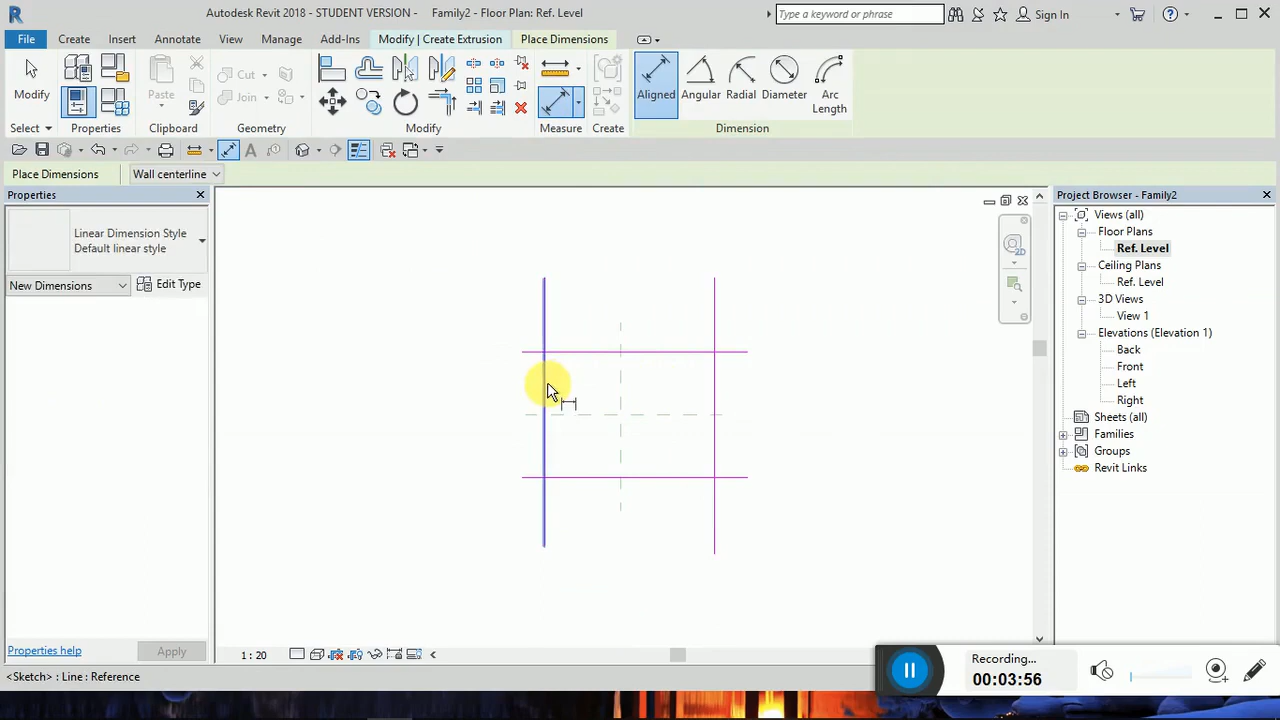 Autodesk Revit 2018 - STUDENT VERSION - Family2 - Floor Plan: Ref. Level
Type a keyword or phrase
Sign In
File Create Insert Annotate View Manage Add-Ins Modify | Create Extrusion Place Dimensions
Modify
Paste
Cut
Join
Aligned Angular Radial Diameter Arc
Length
Select Properties Clipboard Geometry Modify Measure Create Dimension
Place Dimensions Wall centerline
Properties
Linear Dimension Style
Default linear style
New Dimensions Edit Type
Properties help Apply
2D
1 : 20
Project Browser - Family2
Views (all)
Floor Plans
Ref. Level
Ceiling Plans
Ref. Level
3D Views
View 1
Elevations (Elevation 1)
Back
Front
Left
Right
Sheets (all)
Families
Groups
Revit Links
<Sketch> : Line : Reference
Recording...
00:03:56